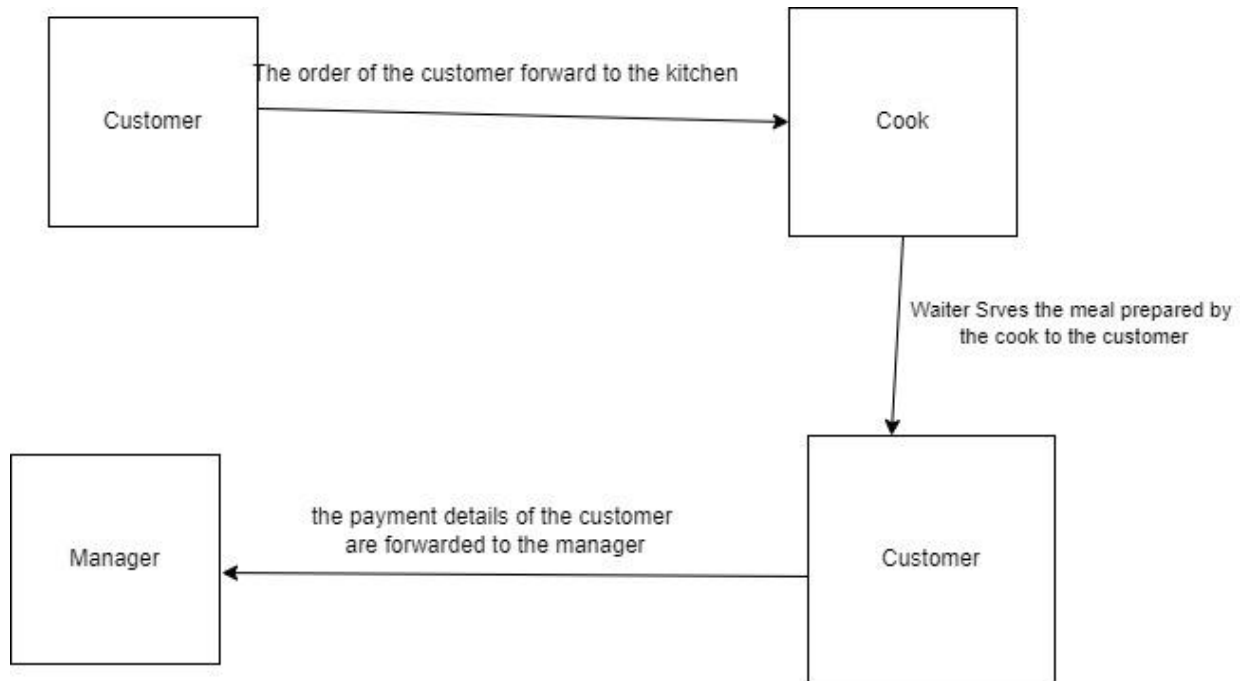 Customer
The order of the customer forward to the kitchen
Cook
Waiter Srves the meal prepared by
the cook to the customer
Manager
the payment details of the customer
are forwarded to the manager
Customer